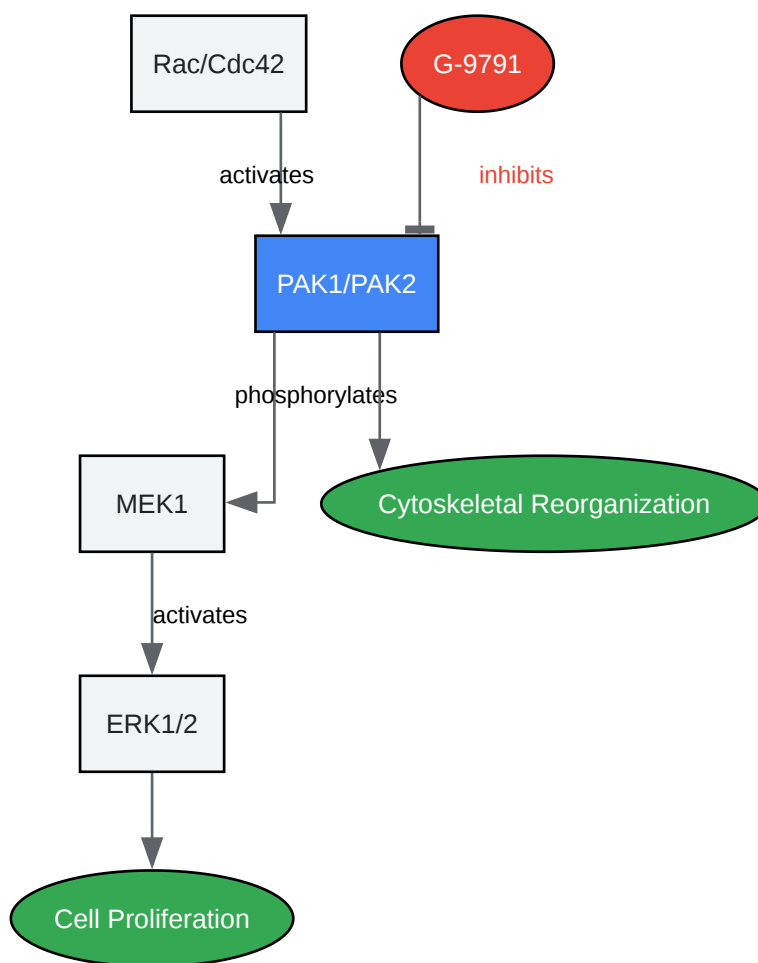 Rac/Cdc42
G-9791
activates
inhibits
PAK1/PAK2
phosphorylates
MEK1
Cytoskeletal Reorganization
activates
ERK1/2
Cell Proliferation